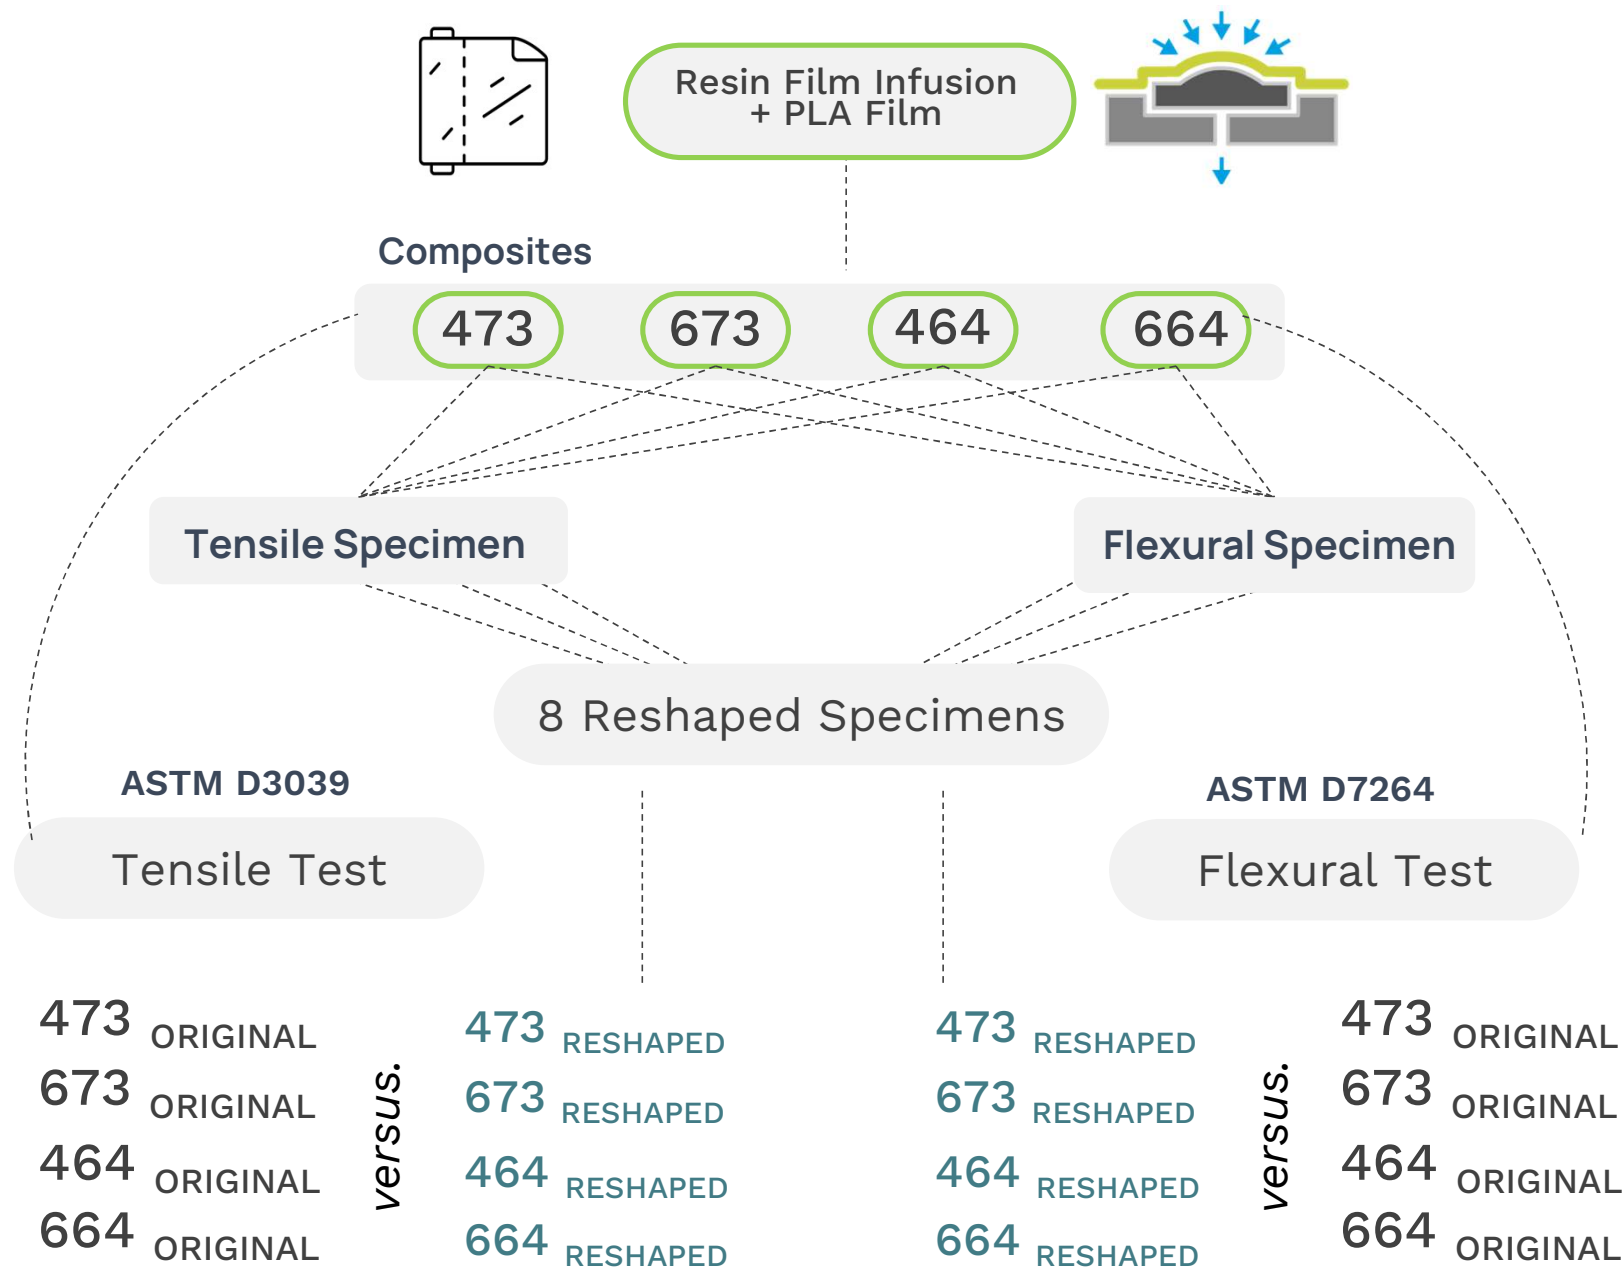 Resin Film Infusion
+ PLA Film
Composites
473 673 464 664
Tensile Specimen
Flexural Specimen
8 Reshaped Specimens
ASTM D3039
Tensile Test
ASTM D7264
Flexural Test
473 ORIGINAL
673 ORIGINAL
464 ORIGINAL
664 ORIGINAL
versus.
473 RESHAPED
673 RESHAPED
464 RESHAPED
664 RESHAPED
473 RESHAPED
673 RESHAPED
464 RESHAPED
664 RESHAPED
versus.
473 ORIGINAL
673 ORIGINAL
464 ORIGINAL
664 ORIGINAL